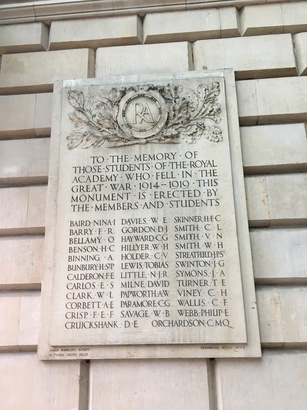 RA
TO · THE · MEMORY · OF
THOSE · STUDENTS · OF · THE · ROYAL
ACADEMY · WHO · FELL · IN · THE
GREAT · WAR · 1914-1919 · THIS
MONUMENT · IS · ERECTED · BY
THE · MEMBERS · AND · STUDENTS
BAIRD · NINA · I
BARRY · F · R
BELLAMY · O
BENSON · H · C
BINNING · A
BUNBURY · H · ST P
CALDERON · F · E
CARLOS · E · S
CLARK · W · L
CORBETT · A · E
CRISP · F · E · F
CRUICKSHANK · D · E
DAVIES · W · E
GORDON · D · J
HAYWARD · C · G
HILLYER · W · H
HOLDER · C · V
LEWIS · TOBIAS
LITTLE · N · J · R
MILNE · DAVID
PAPWORTH · A · W
PARAMORE · C · G
SAVAGE · W · B
ORCHARDSON · C · M · Q
SKINNER · H · C
SMITH · C · L
SMITH · V · N
SMITH · W · H
STREATFEILD · P · S
SWINTON · J · G
SYMONS · J · A
TURNER · T · E
VINEY · C · H
WALLIS · C · F
WEBB · PHILIP · E